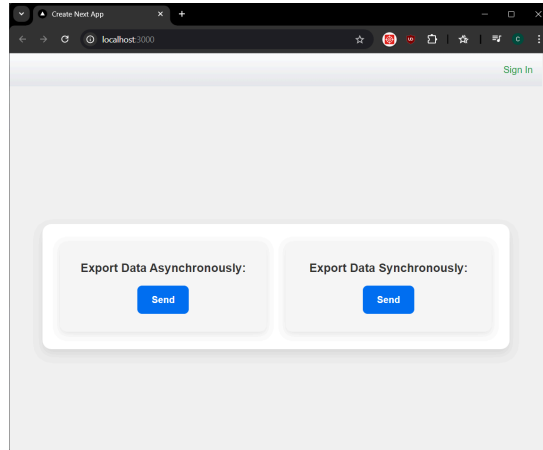 Create Next App
localhost:3000
Sign In
Export Data Asynchronously:
Export Data Synchronously:
Send
Send